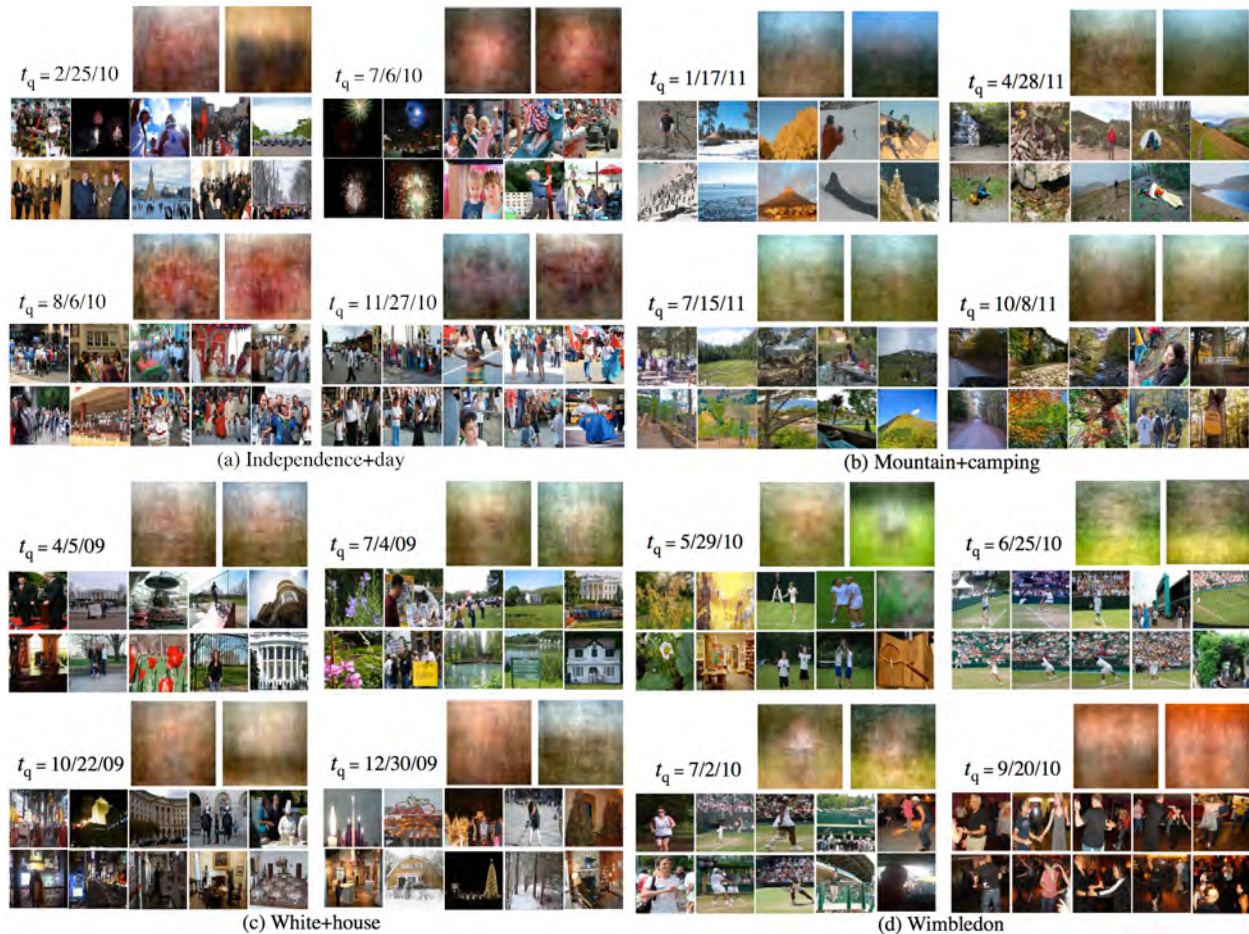 t_q = 2/25/10
t_q = 7/6/10
t_q = 8/6/10
t_q = 11/27/10
(a) Independence+day
t_q = 1/17/11
t_q = 4/28/11
t_q = 7/15/11
t_q = 10/8/11
(b) Mountain+camping
t_q = 4/5/09
t_q = 7/4/09
t_q = 10/22/09
t_q = 12/30/09
(c) White+house
t_q = 5/29/10
t_q = 6/25/10
t_q = 7/2/10
t_q = 9/20/10
(d) Wimbledon